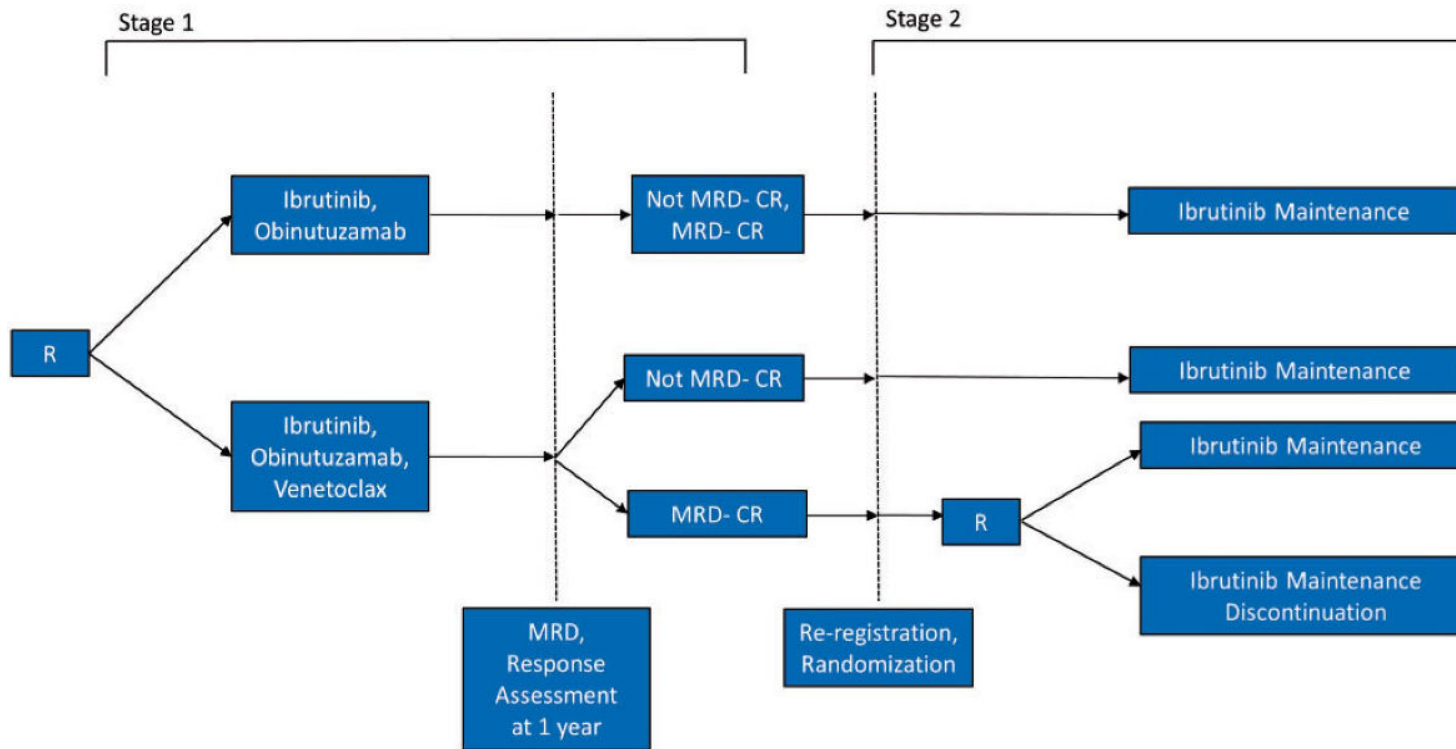 Stage 1
Stage 2
Ibrutinib,
Obinutuzamab
Not MRD- CR,
MRD- CR
Ibrutinib Maintenance
R
Ibrutinib,
Obinutuzamab,
Venetoclax
Not MRD- CR
Ibrutinib Maintenance
MRD- CR
R
Ibrutinib Maintenance
Ibrutinib Maintenance
Discontinuation
MRD,
Response
Assessment
at 1 year
Re-registration,
Randomization